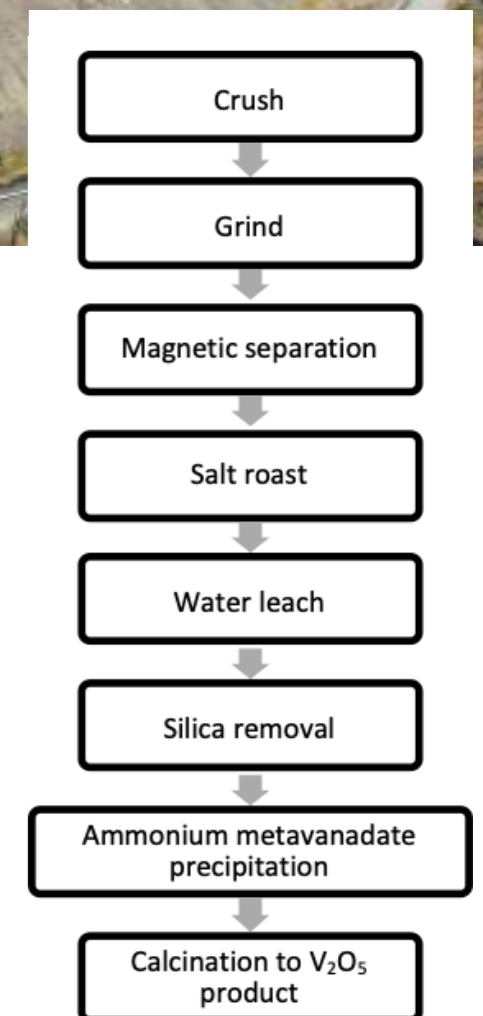 Crush
Grind
Magnetic separation
Salt roast
Water leach
Silica removal
Ammonium metavanadate
precipitation
Calcination to V₂O₅
product